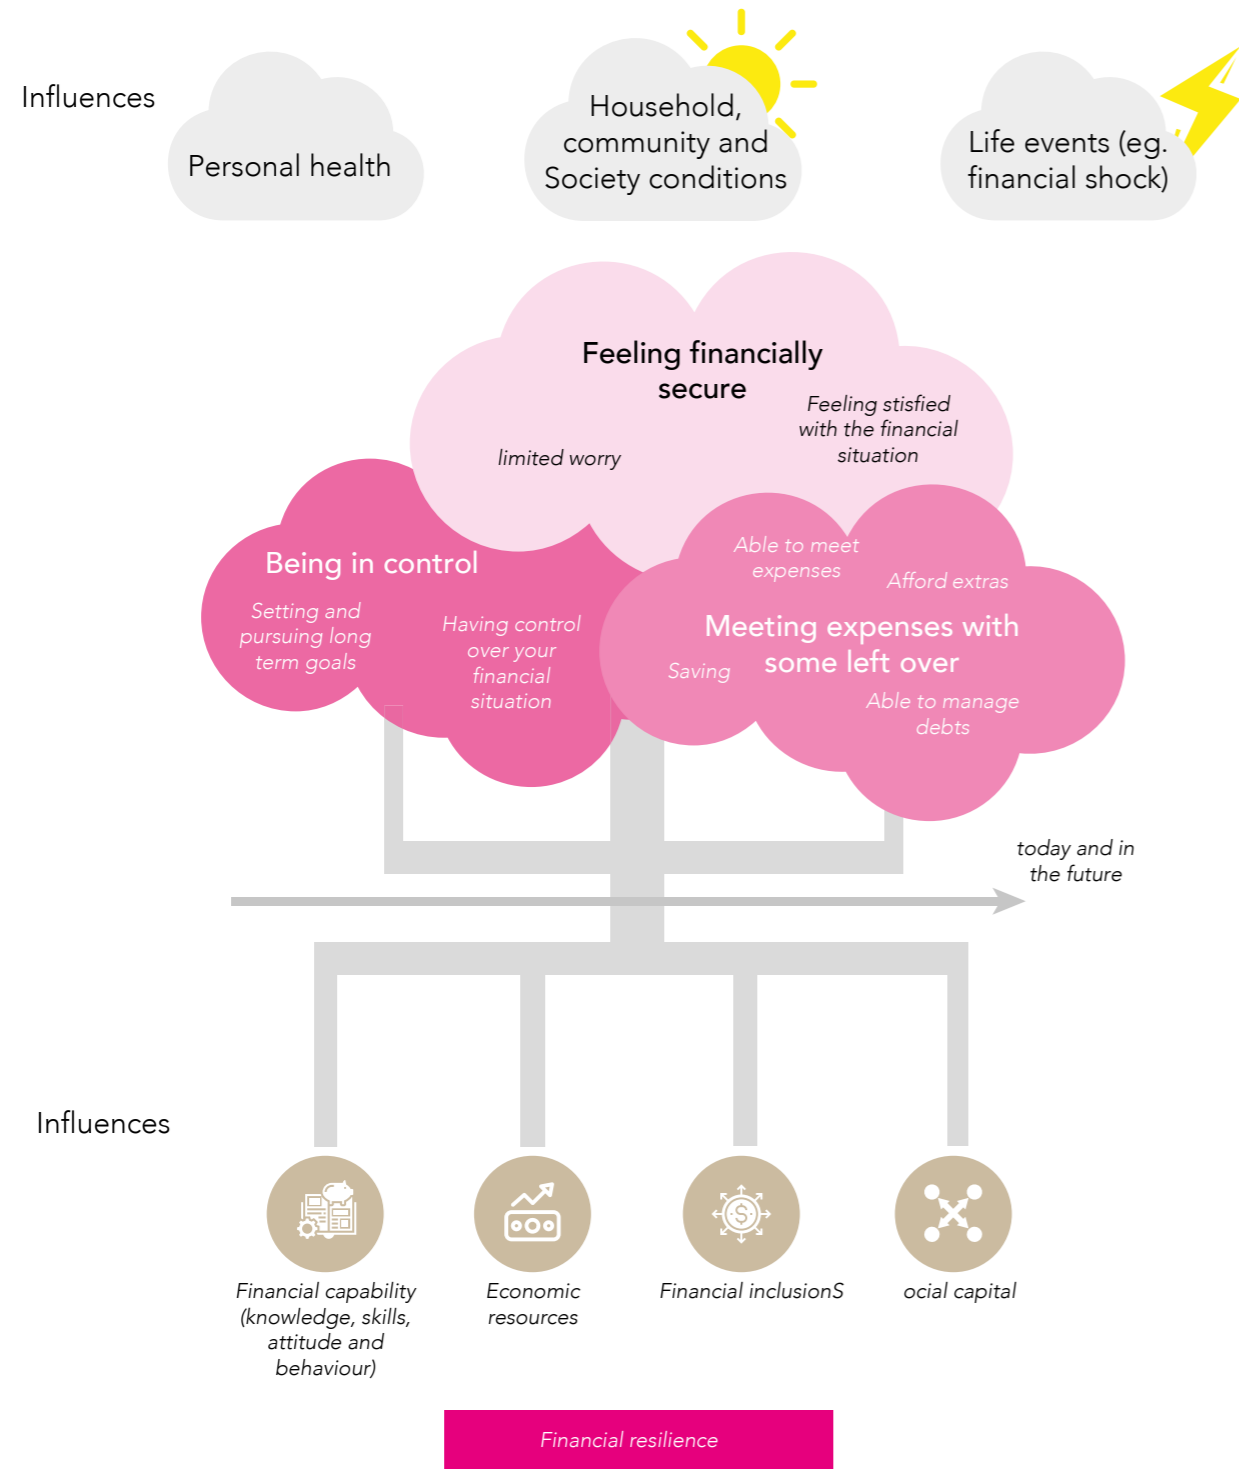 Influences
Personal health
Household,
community and
Society conditions
Life events (eg.
financial shock)
Feeling financially
secure
Feeling stisfied
with the financial
situation
limited worry
Being in control
Setting and
pursuing long
term goals
Having control
over your
financial
situation
Able to meet
expenses
Afford extras
Meeting expenses with
some left over
Saving
Able to manage
debts
today and in
the future
Influences
Financial capability
(knowledge, skills,
attitude and
behaviour)
Economic
resources
Financial inclusionS
ocial capital
Financial resilience